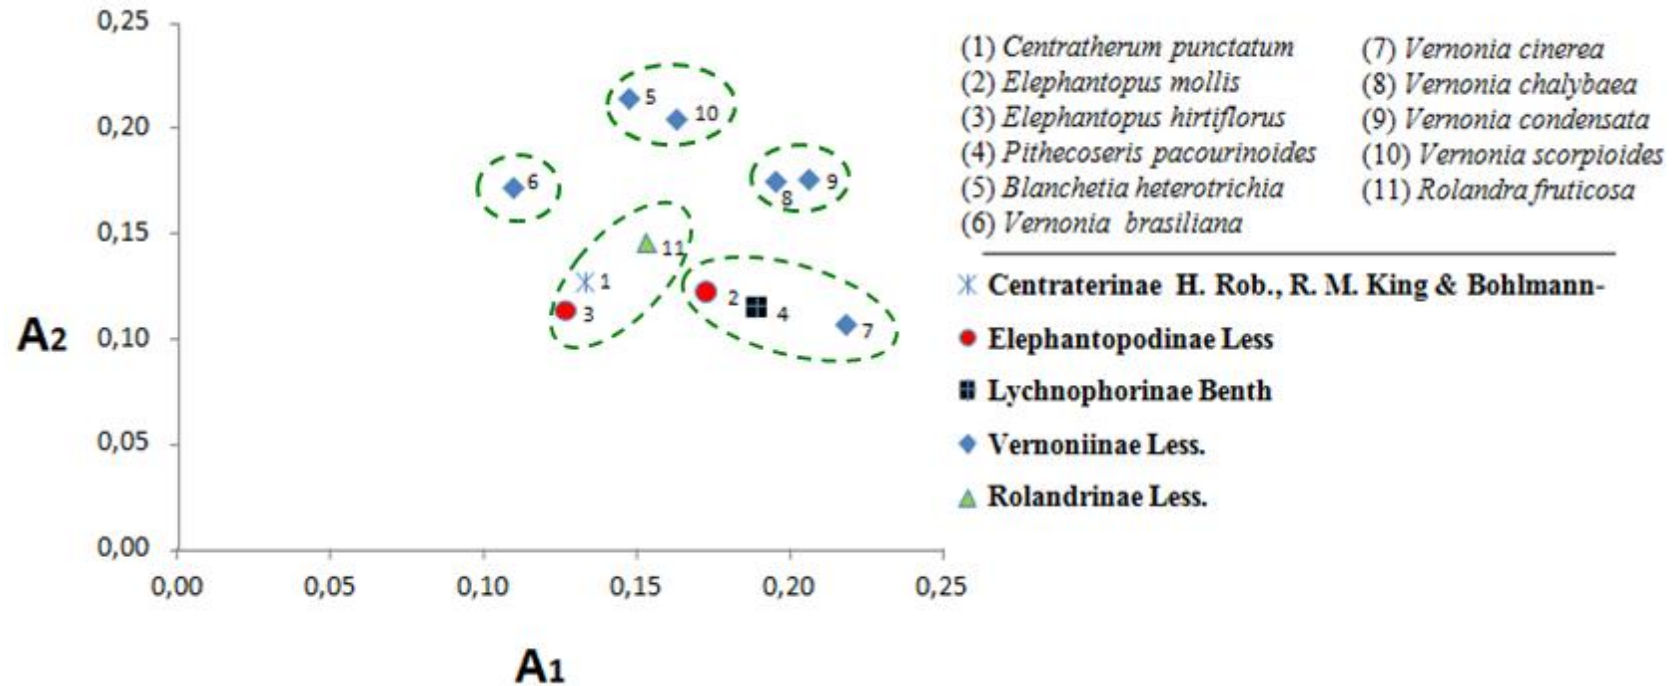 0,25
0,20
0,15
0,10
0,05
0,00
A2
0,00 0,05 0,10 0,15 0,20 0,25
A1
5
10
6
8
9
11
1
3
2
4
7
(1) Centratherum punctatum
(2) Elephantopus mollis
(3) Elephantopus hirtiflorus
(4) Pithecoseris pacourinoides
(5) Blanchetia heterotrichia
(6) Vernonia brasiliana
(7) Vernonia cinerea
(8) Vernonia chalybaea
(9) Vernonia condensata
(10) Vernonia scorpioides
(11) Rolandra fruticosa
Centraterinae H. Rob., R. M. King & Bohlmann-
Elephantopodinae Less
Lychnophorinae Benth
Vernoniinae Less.
Rolandrinae Less.